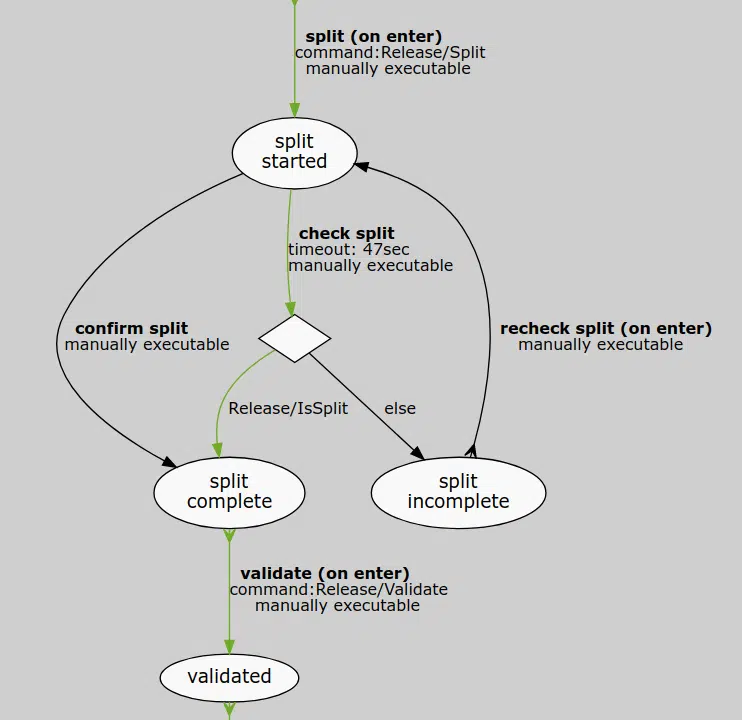 split (on enter)
command:Release/Split
manually executable
split
started
check split
timeout: 47sec
manually executable
confirm split
manually executable
recheck split (on enter)
manually executable
Release/IsSplit
else
split
complete
split
incomplete
validate (on enter)
command:Release/Validate
manually executable
validated